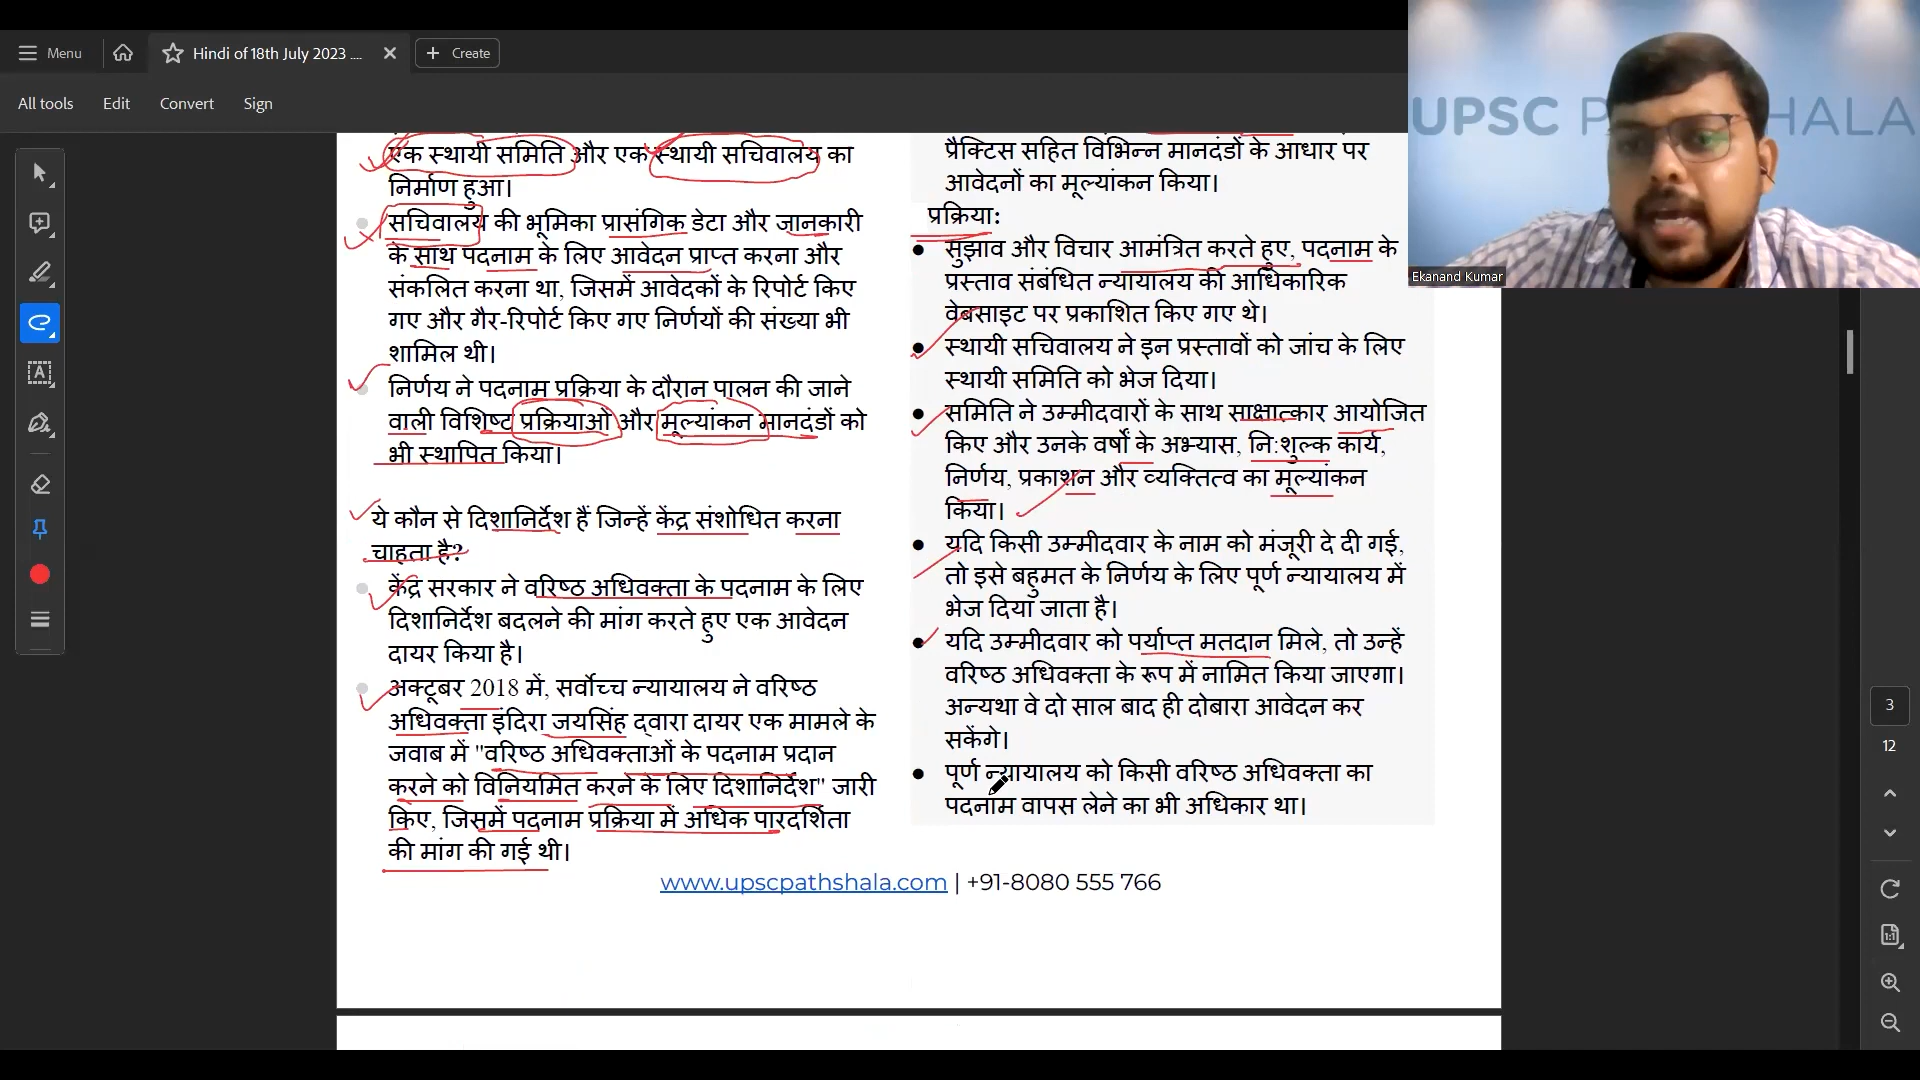 Menu
Hindi of 18th July 2023 ....
Create
All tools
Edit
Convert
Sign
एक स्थायी समिति और एक स्थायी सचिवालय का
निर्माण हुआ।
सचिवालय की भूमिका प्रासंगिक डेटा और जानकारी
के साथ पदनाम के लिए आवेदन प्राप्त करना और
संकलित करना था, जिसमें आवेदकों के रिपोर्ट किए
गए और गैर-रिपोर्ट किए गए निर्णयों की संख्या भी
शामिल थी।
निर्णय ने पदनाम प्रक्रिया के दौरान पालन की जाने
वाली विशिष्ट प्रक्रियाओ और मूल्यांकन मानदंडों को
भी स्थापित किया।
ये कौन से दिशानिर्देश हैं जिन्हें केंद्र संशोधित करना
चाहता है?
केंद्र सरकार ने वरिष्ठ अधिवक्ता के पदनाम के लिए
दिशानिर्देश बदलने की मांग करते हुए एक आवेदन
दायर किया है।
अक्टूबर 2018 में, सर्वोच्च न्यायालय ने वरिष्ठ
अधिवक्ता इंदिरा जयसिंह द्वारा दायर एक मामले के
जवाब में "वरिष्ठ अधिवक्ताओं के पदनाम प्रदान
करने को विनियमित करने के लिए दिशानिर्देश" जारी
किए, जिसमें पदनाम प्रक्रिया में अधिक पारदर्शिता
की मांग की गई थी।
प्रैक्टिस सहित विभिन्न मानदंडों के आधार पर
आवेदनों का मूल्यांकन किया।
प्रक्रिया:
● सुझाव और विचार आमंत्रित करते हुए, पदनाम के
प्रस्ताव संबंधित न्यायालय की आधिकारिक
वेबसाइट पर प्रकाशित किए गए थे।
● स्थायी सचिवालय ने इन प्रस्तावों को जांच के लिए
स्थायी समिति को भेज दिया।
● समिति ने उम्मीदवारों के साथ साक्षात्कार आयोजित
किए और उनके वर्षों के अभ्यास, नि:शुल्क कार्य,
निर्णय, प्रकाशन और व्यक्तित्व का मूल्यांकन
किया।
● यदि किसी उम्मीदवार के नाम को मंजूरी दे दी गई,
तो इसे बहुमत के निर्णय के लिए पूर्ण न्यायालय में
भेज दिया जाता है।
● यदि उम्मीदवार को पर्याप्त मतदान मिले, तो उन्हें
वरिष्ठ अधिवक्ता के रूप में नामित किया जाएगा।
अन्यथा वे दो साल बाद ही दोबारा आवेदन कर
सकेंगे।
● पूर्ण न्यायालय को किसी वरिष्ठ अधिवक्ता का
पदनाम वापस लेने का भी अधिकार था।
www.upscpathshala.com | +91-8080 555 766
UPSC P HALA
Ekanand Kumar
3
12